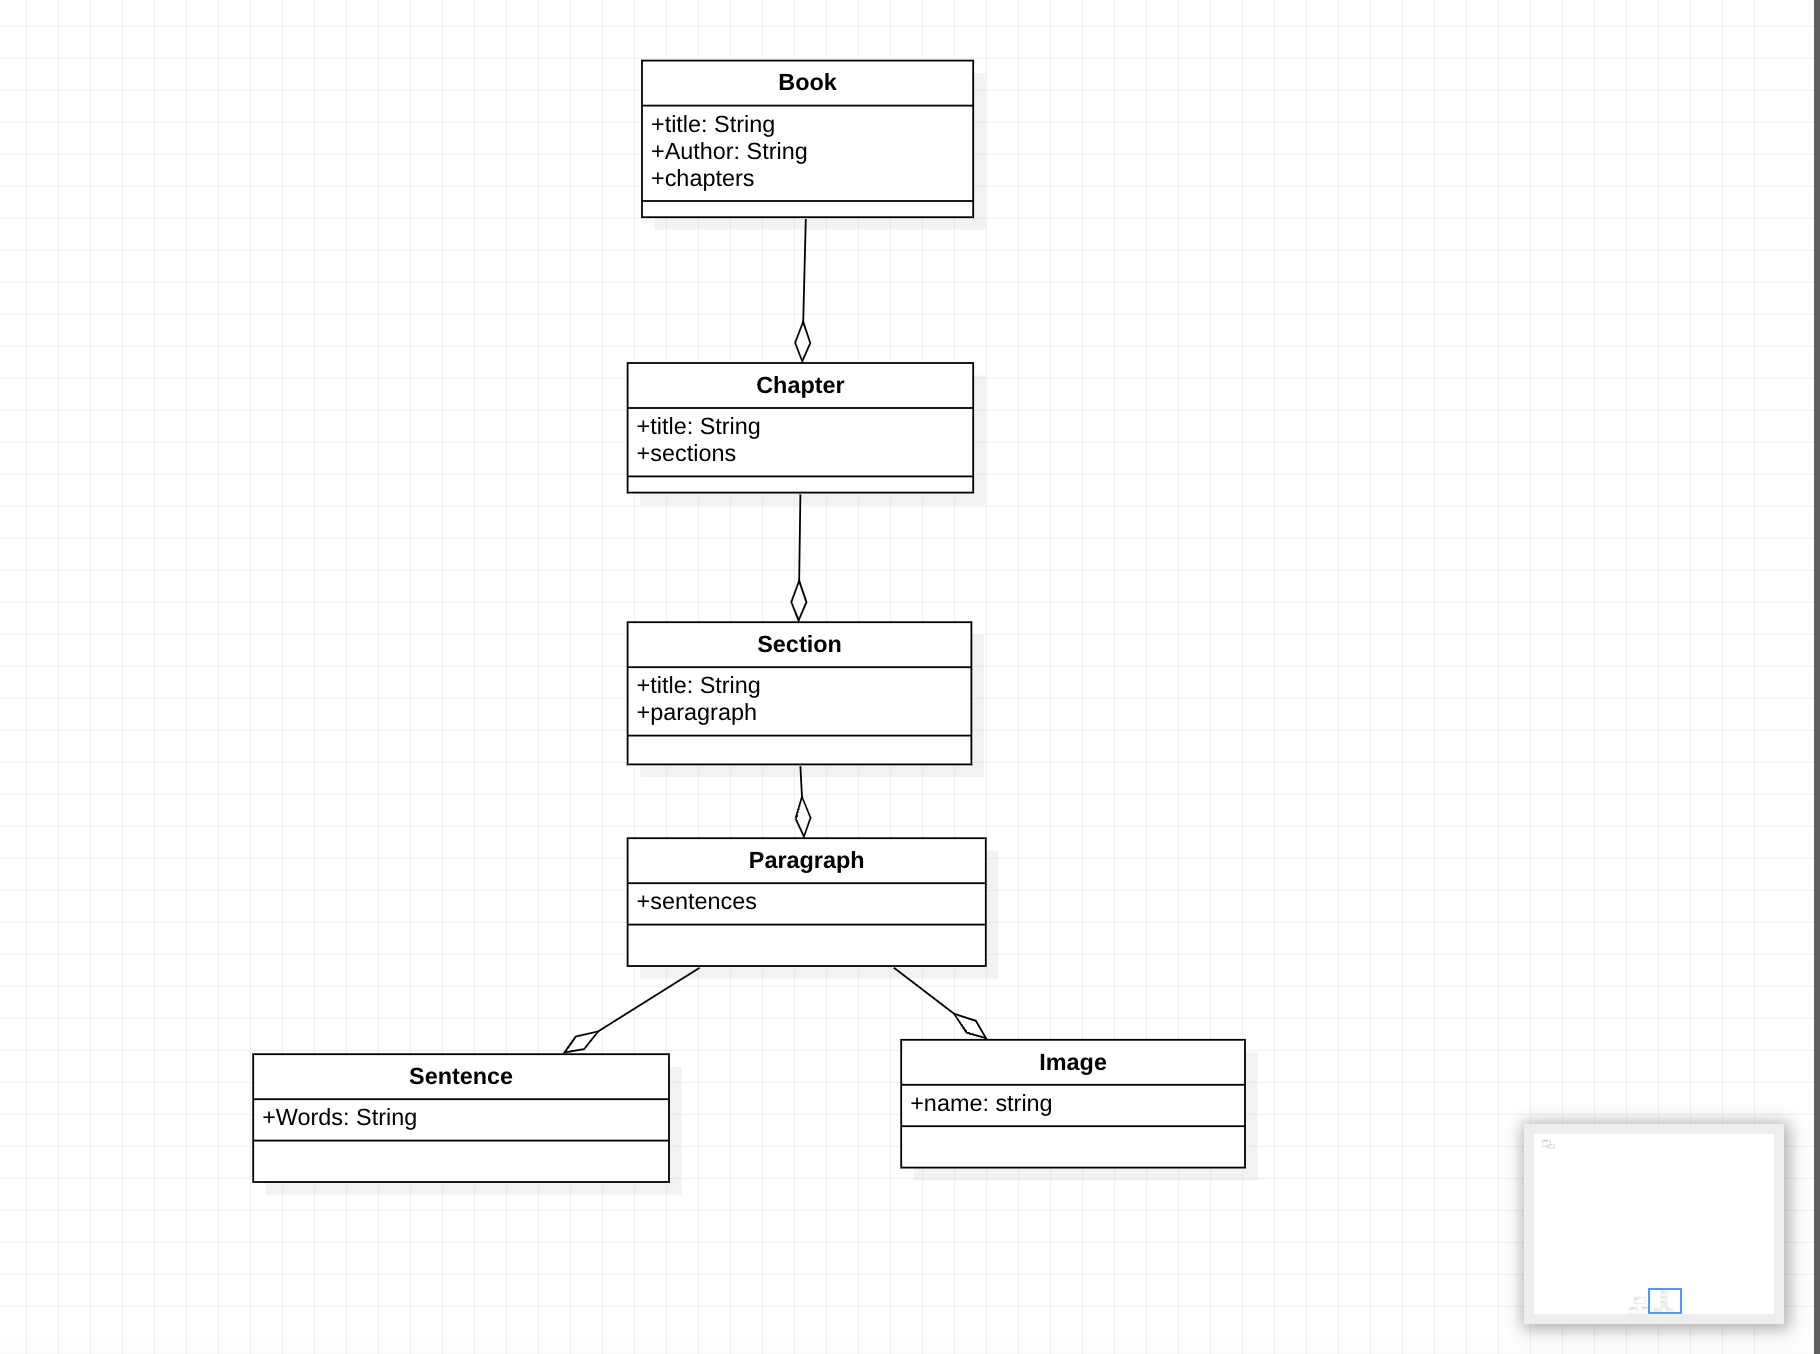 Book
+title: String
+Author: String
+chapters
Chapter
+title: String
+sections
Section
+title: String
+paragraph
Paragraph
+sentences
Sentence
+Words: String
Image
+name: string